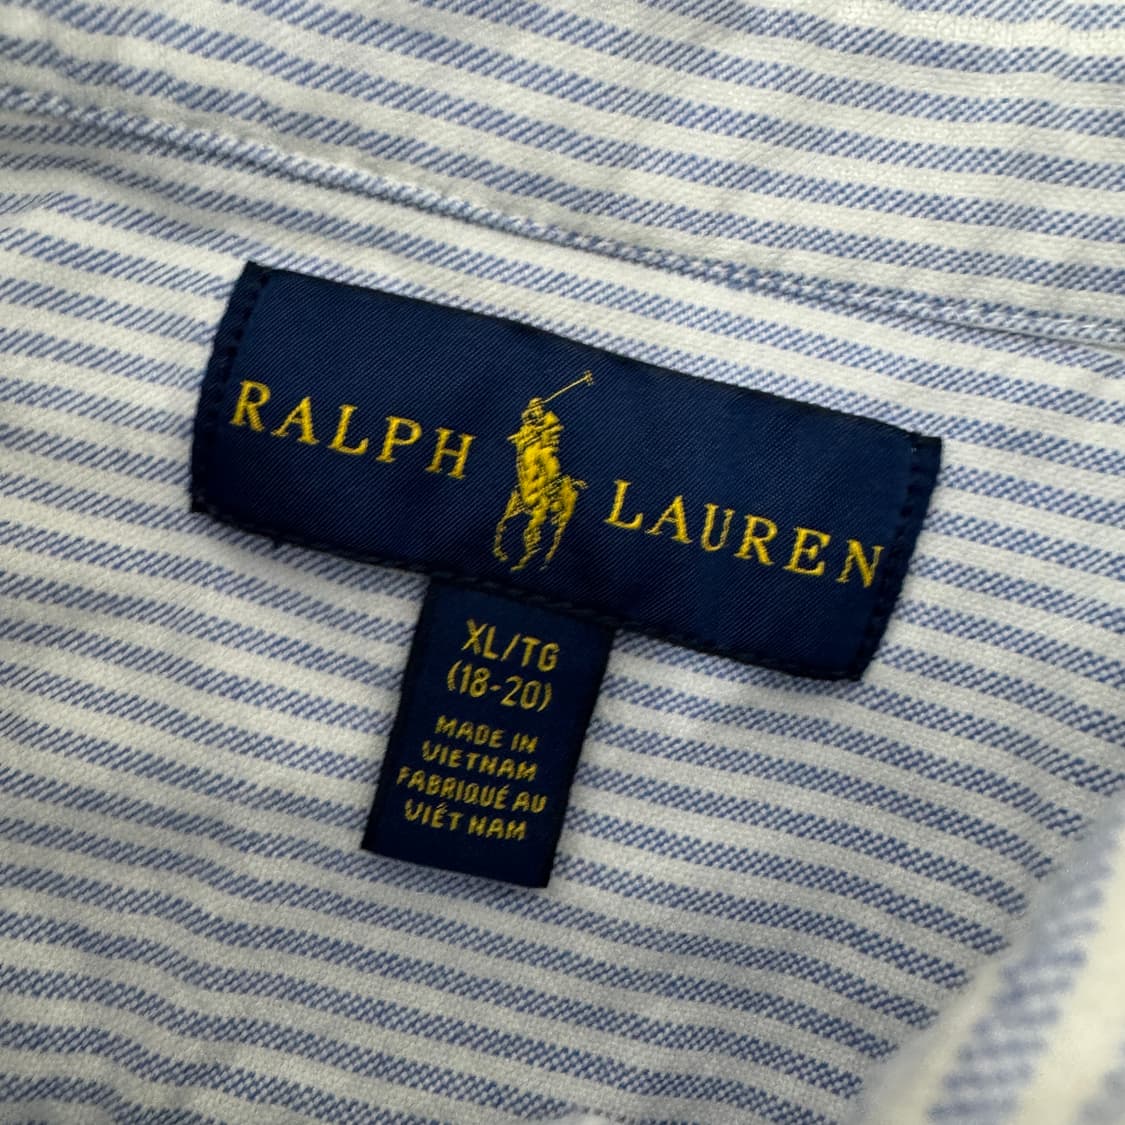 RALPH LAUREN
XL/TG
(18-20)
MADE IN
VIETNAM
FABRIQUÉ AU
VIÊT NAM